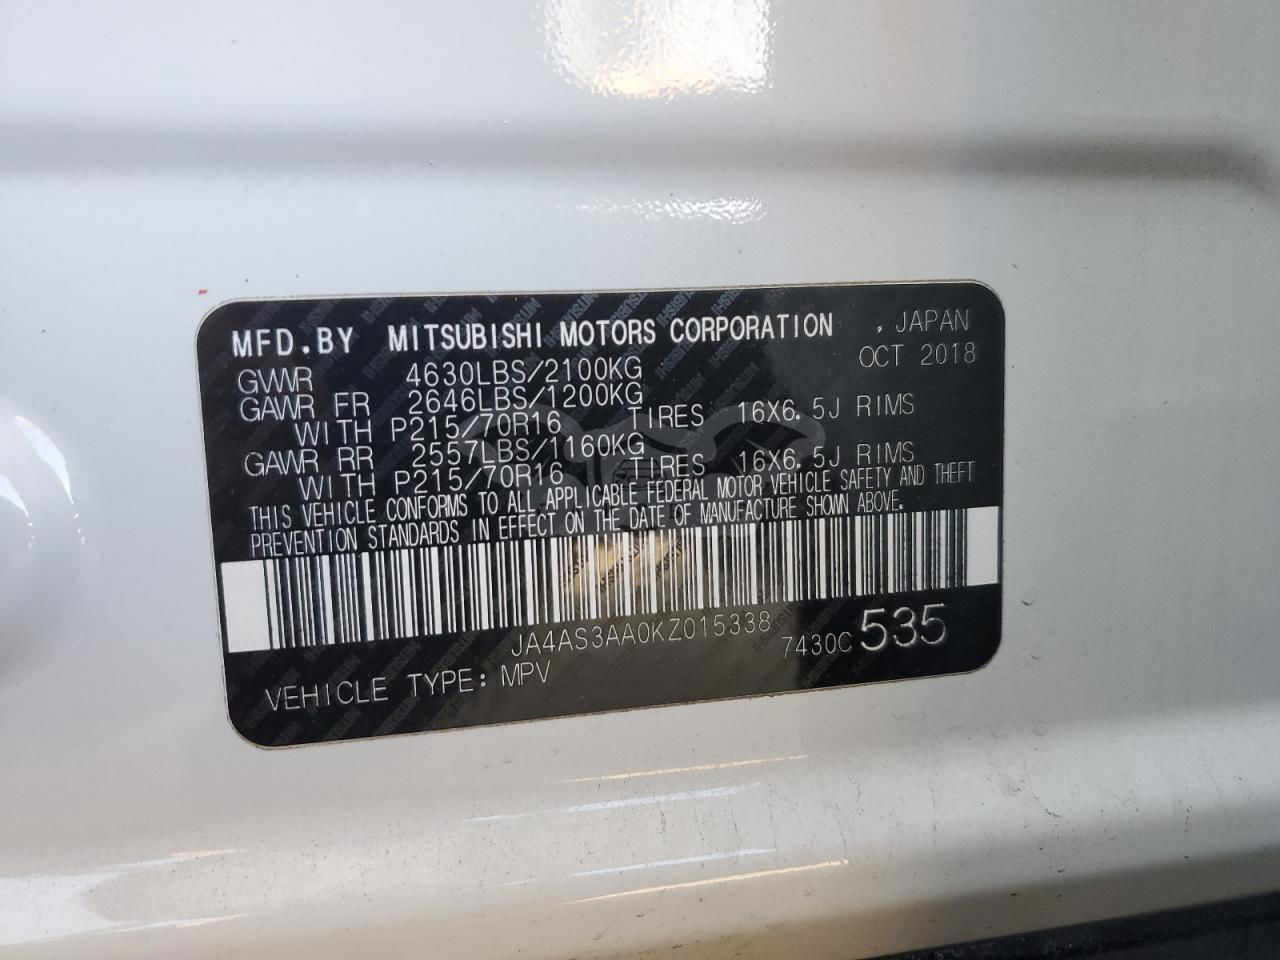 MFD.BY MITSUBISHI MOTORS CORPORATION , JAPAN
OCT 2018
GVWR 4630LBS/2100KG
GAWR FR 2646LBS/1200KG
WITH P215/70R16 TIRES 16X6.5J RIMS
GAWR RR 2557LBS/1160KG
WITH P215/70R16 TIRES 16X6.5J RIMS
THIS VEHICLE CONFORMS TO ALL APPLICABLE FEDERAL MOTOR VEHICLE SAFETY AND THEFT
PREVENTION STANDARDS IN EFFECT ON THE DATE OF MANUFACTURE SHOWN ABOVE.
JA4AS3AA0KZ015338
7430C 535
VEHICLE TYPE: MPV